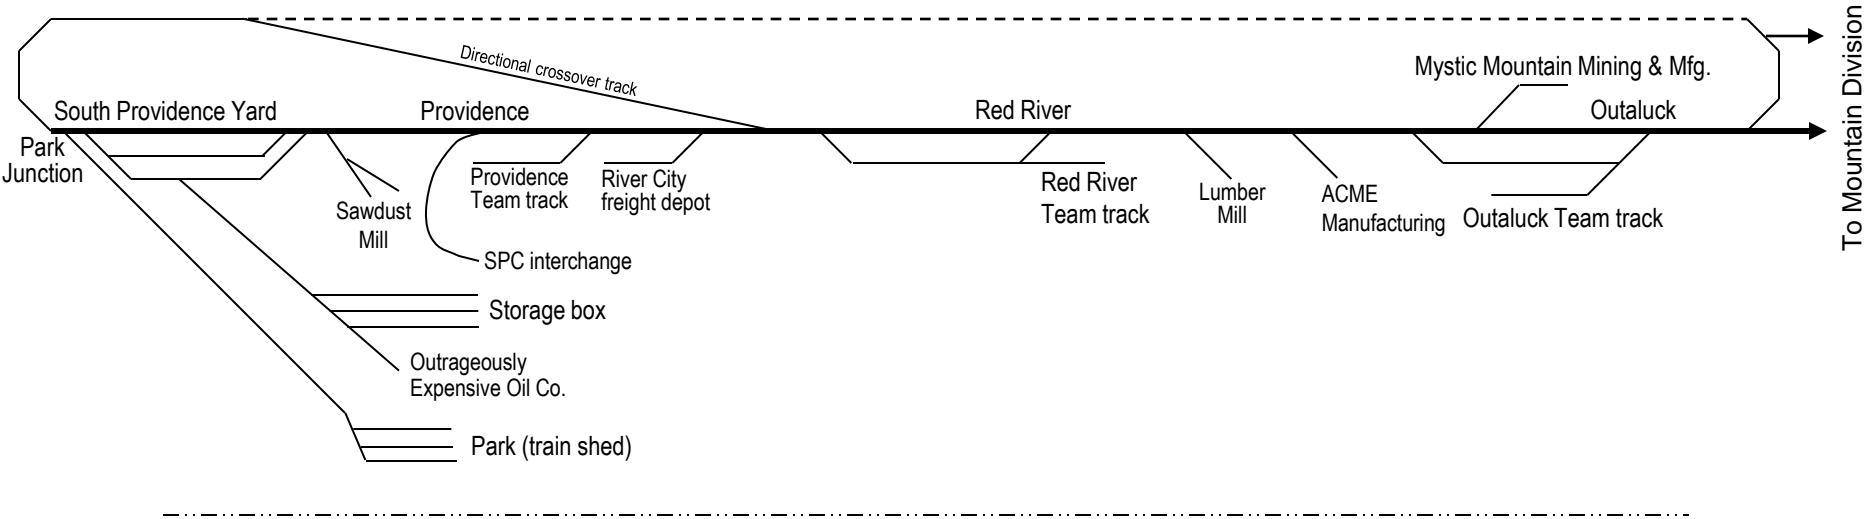 To Mountain Division
Directional crossover track
Mystic Mountain Mining & Mfg.
South Providence Yard
Providence
Red River
Outaluck
Park
Junction
Providence
Team track
River City
freight depot
Red River
Team track
Lumber
Mill
ACME
Manufacturing
Outaluck Team track
Sawdust
Mill
SPC interchange
Storage box
Outrageously
Expensive Oil Co.
Park (train shed)